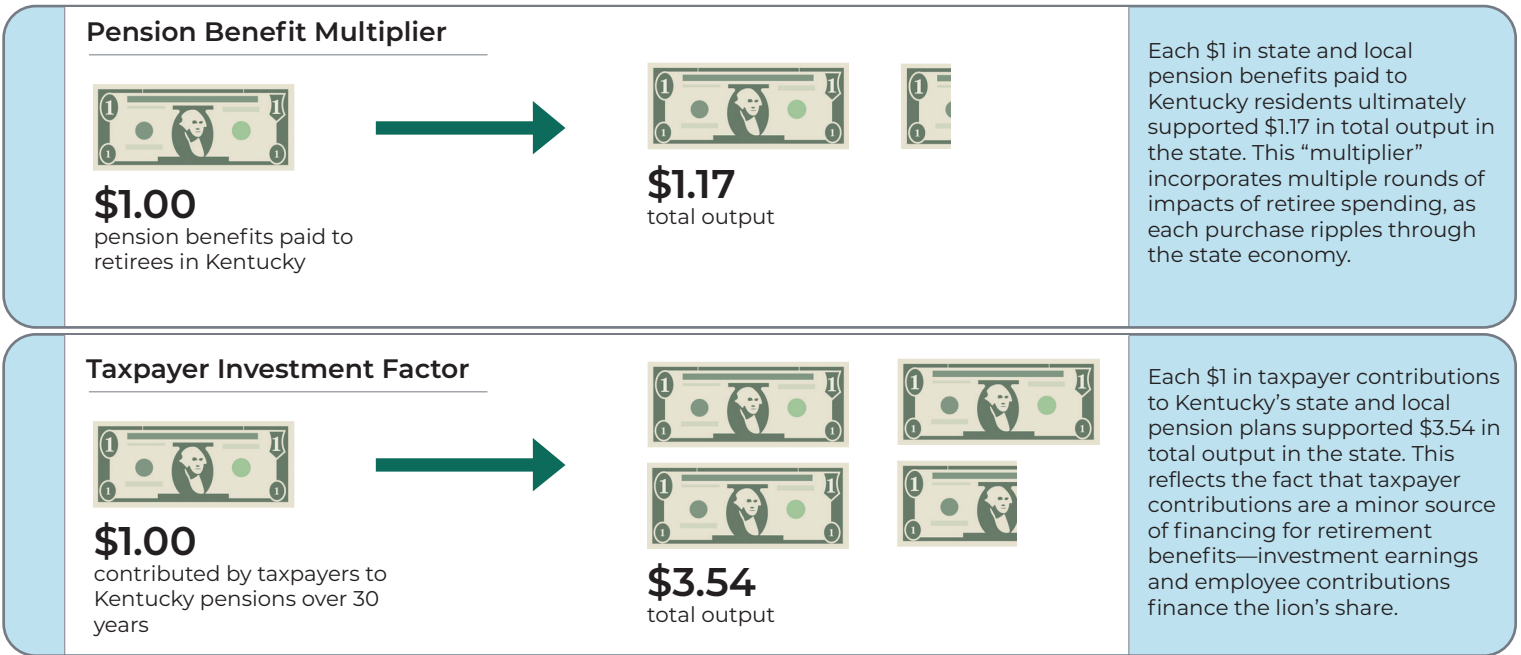 Pension Benefit Multiplier
$1.00
pension benefits paid to
retirees in Kentucky
$1.17
total output
Each $1 in state and local
pension benefits paid to
Kentucky residents ultimately
supported $1.17 in total output in
the state. This “multiplier”
incorporates multiple rounds of
impacts of retiree spending, as
each purchase ripples through
the state economy.
Taxpayer Investment Factor
$1.00
contributed by taxpayers to
Kentucky pensions over 30
years
$3.54
total output
Each $1 in taxpayer contributions
to Kentucky’s state and local
pension plans supported $3.54 in
total output in the state. This
reflects the fact that taxpayer
contributions are a minor source
of financing for retirement
benefits—investment earnings
and employee contributions
finance the lion’s share.